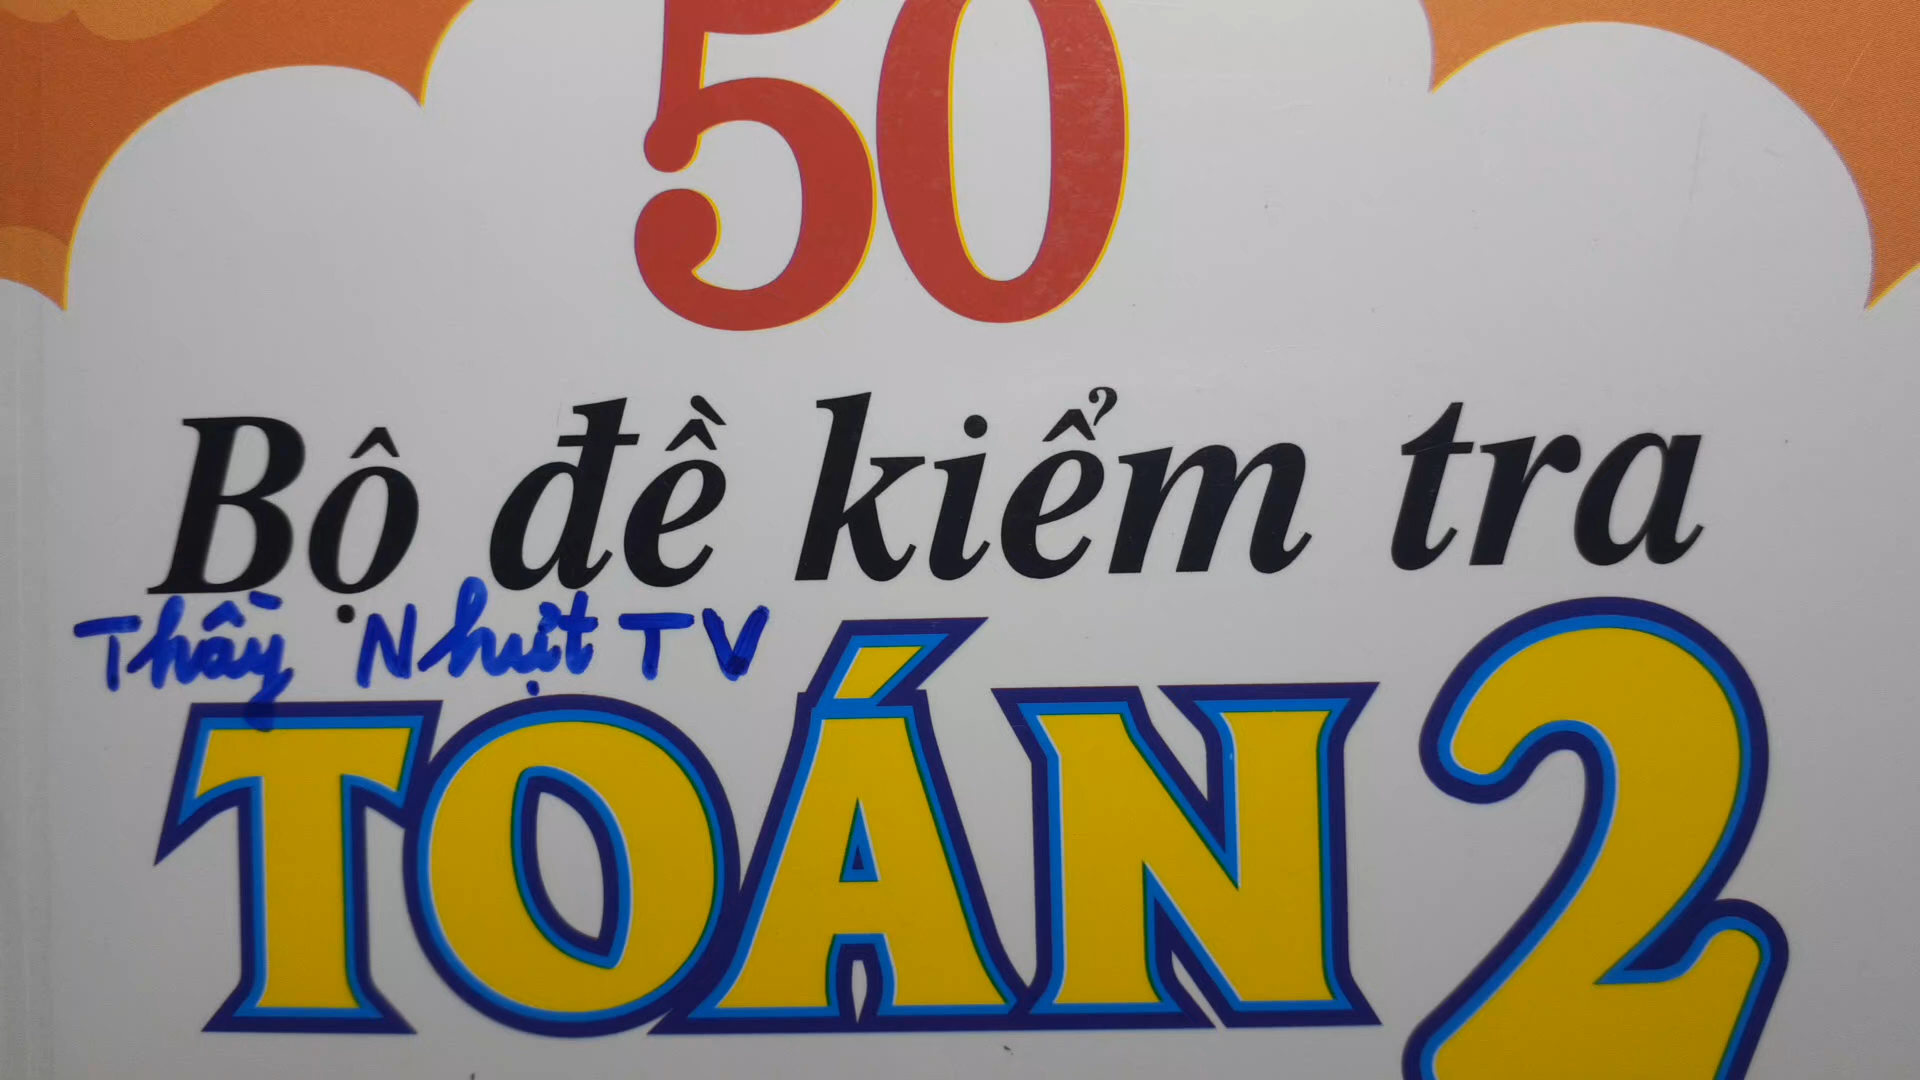 50
Bộ đề kiểm tra
Thầy Nhựt TV
TOÁN 2